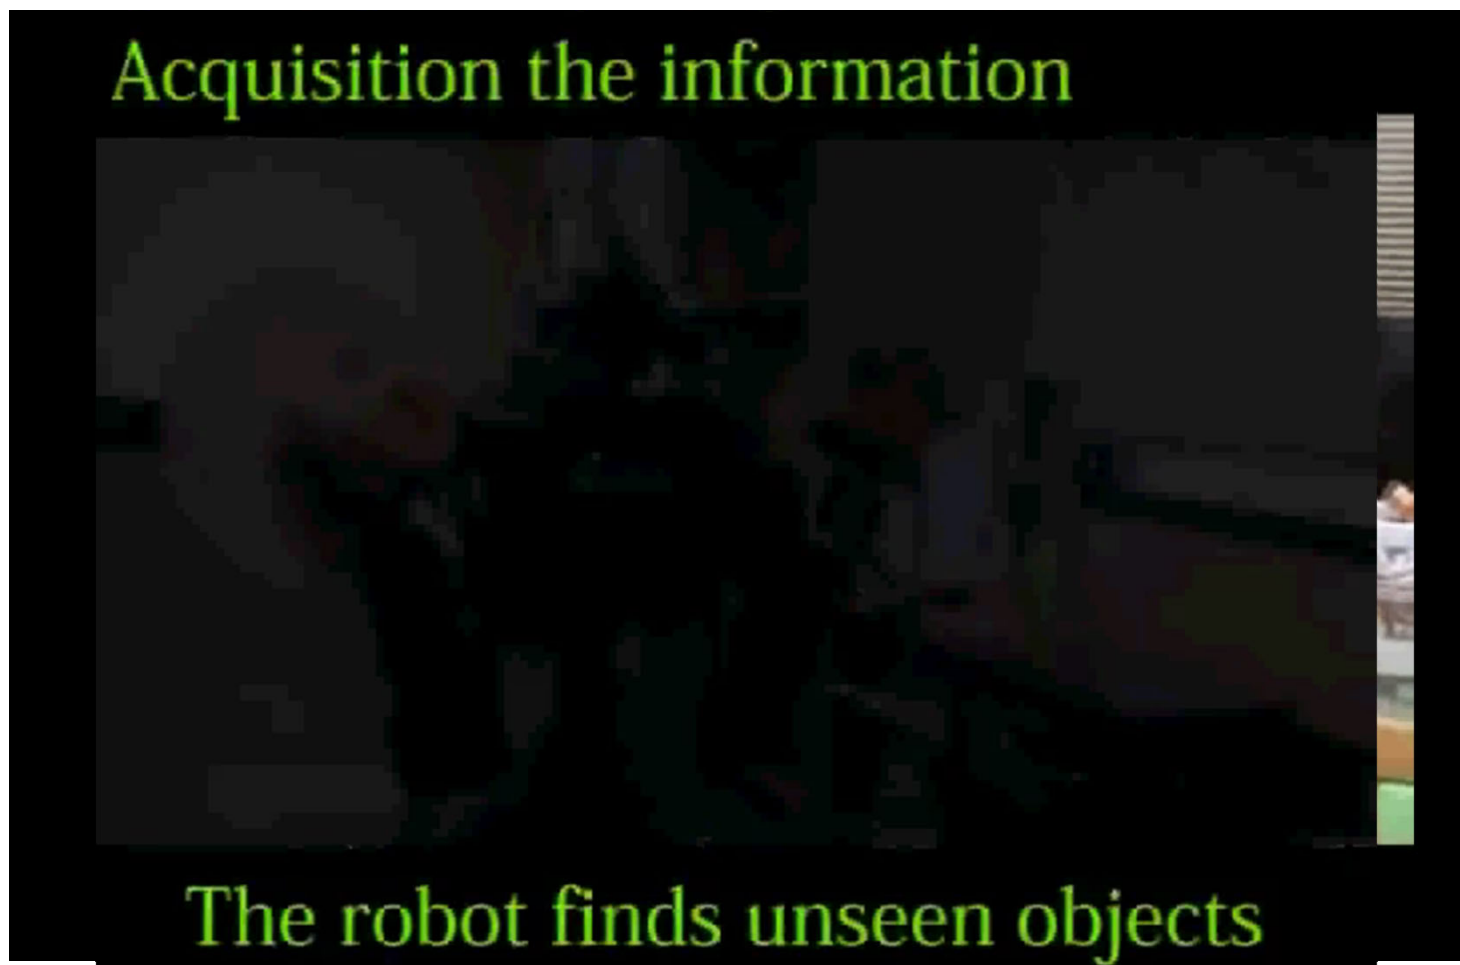 Acquisition the information
The robot finds unseen objects